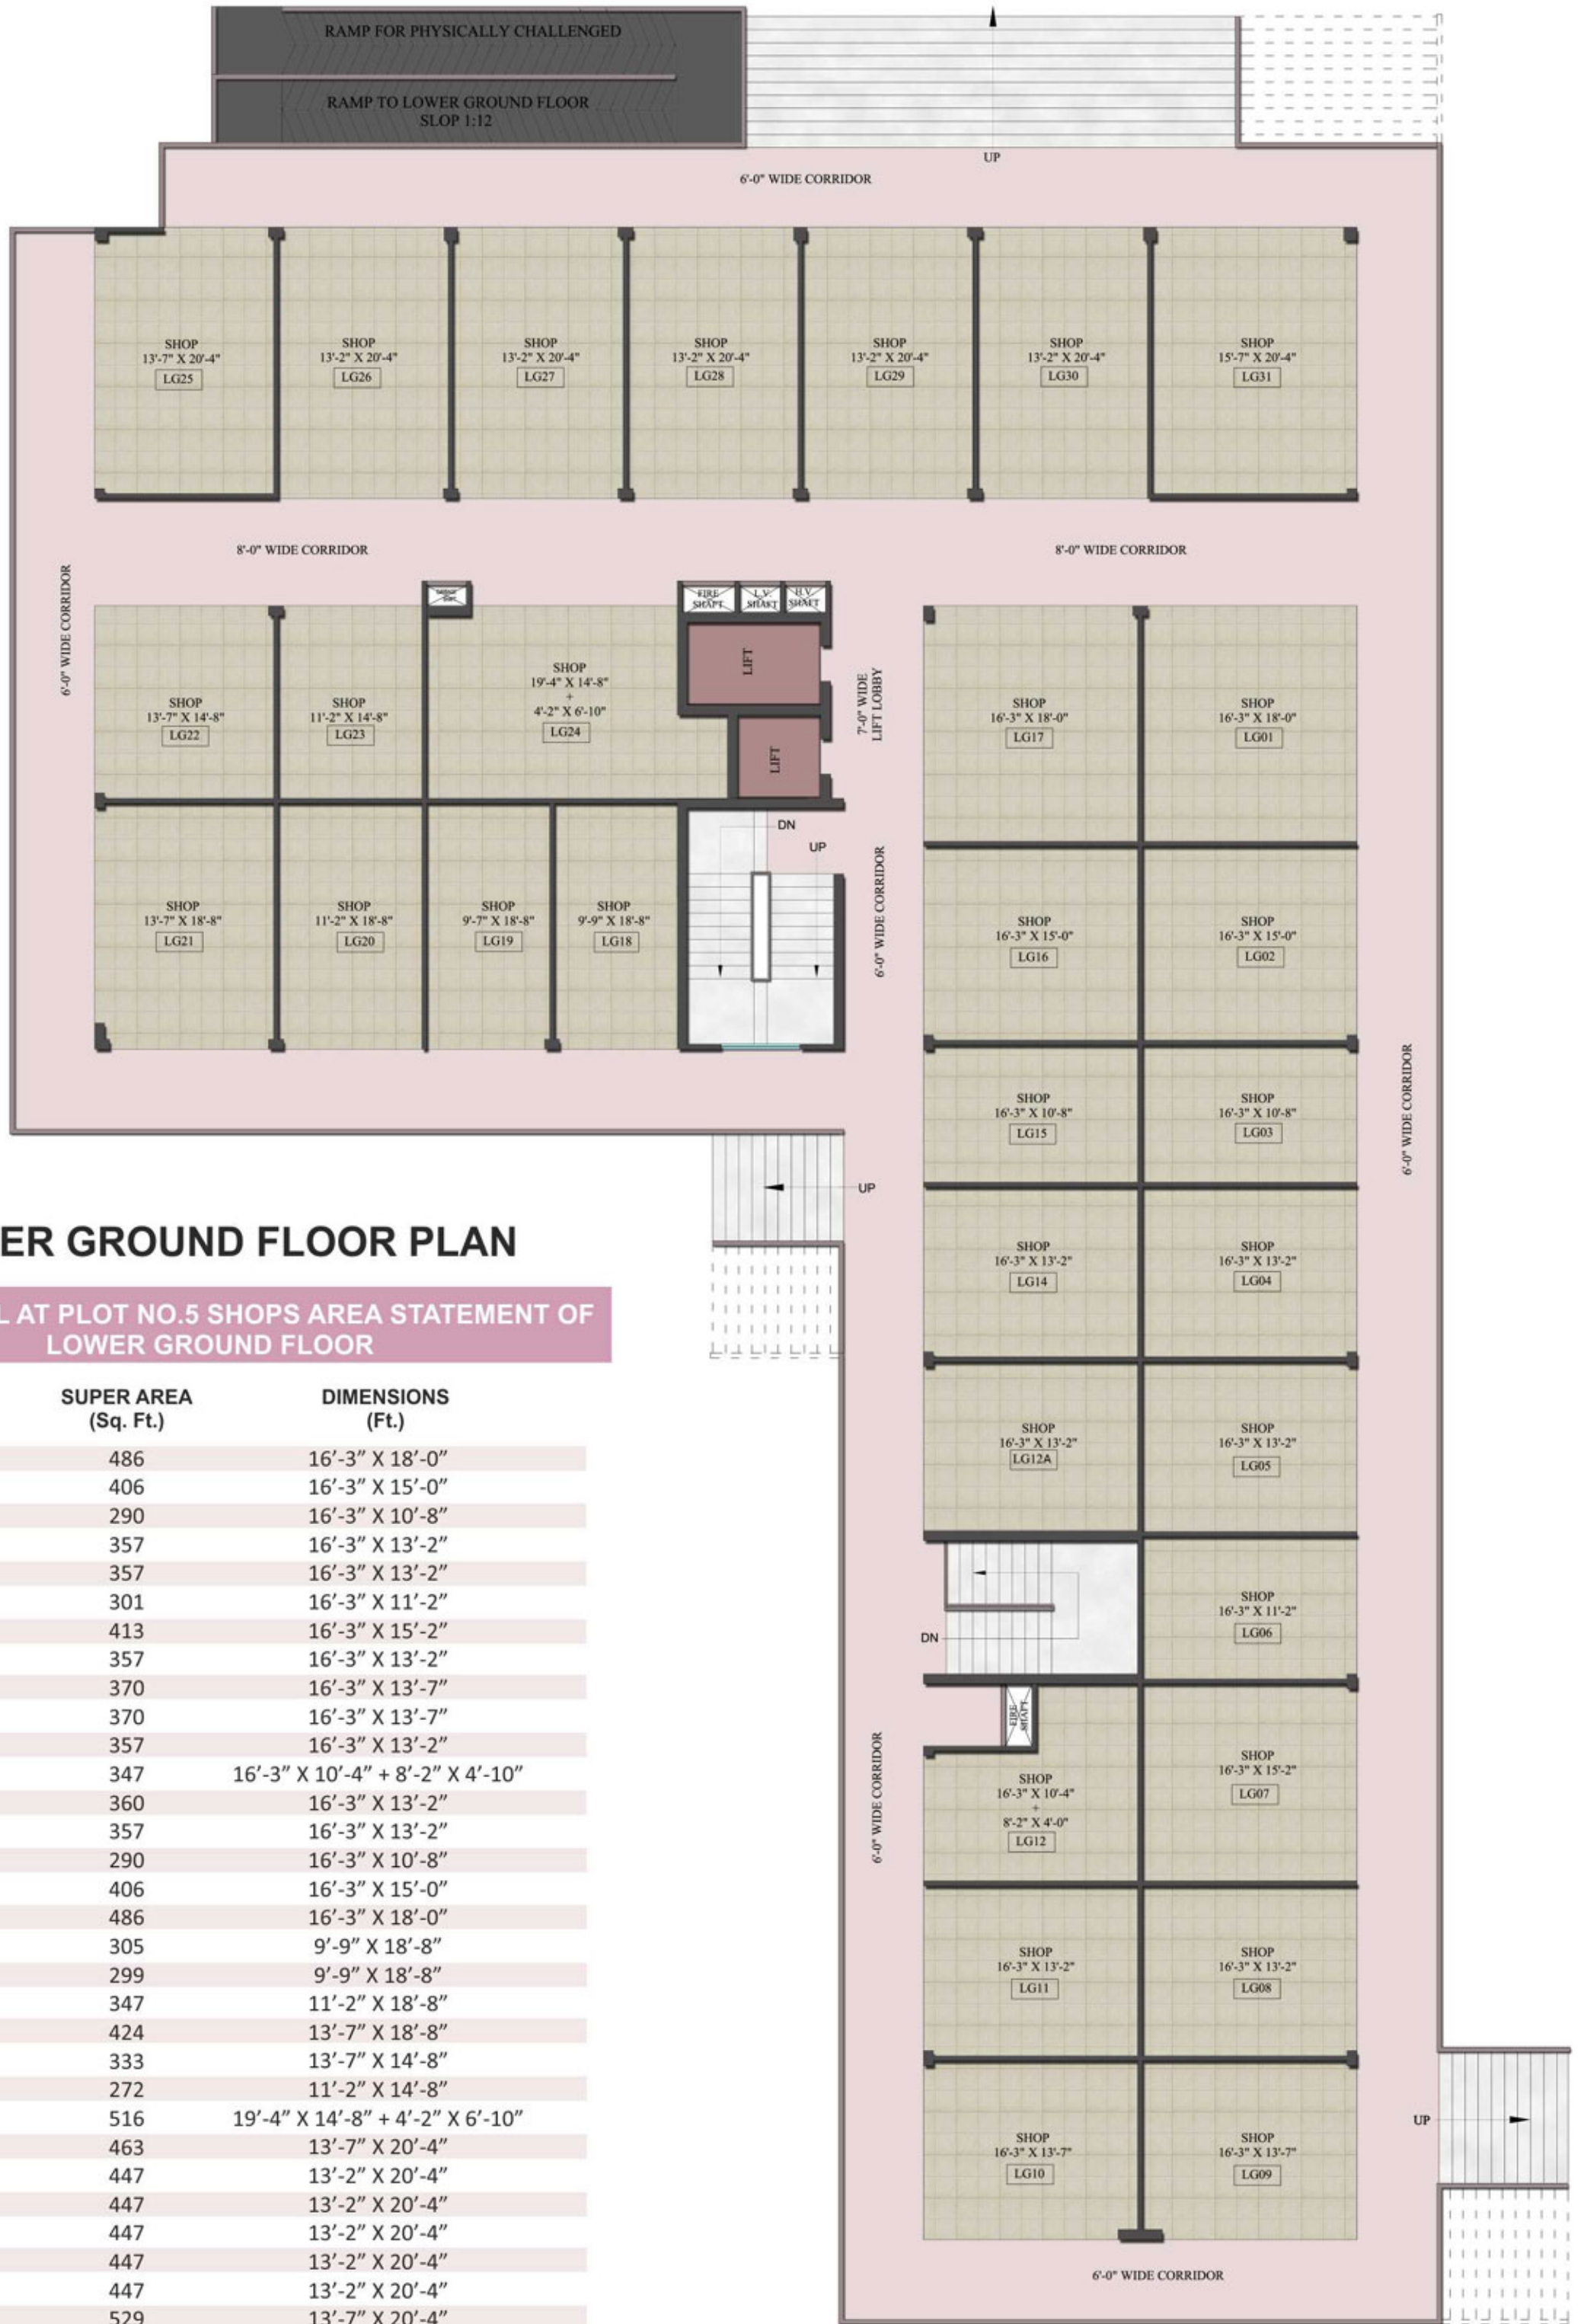 RAMP FOR PHYSICALLY CHALLENGED
RAMP TO LOWER GROUND FLOOR
SLOP 1:12
UP
6'-0" WIDE CORRIDOR
SHOP
13'-7" X 20'-4"
LG25
SHOP
13'-2" X 20'-4"
LG26
SHOP
13'-2" X 20'-4"
LG27
SHOP
13'-2" X 20'-4"
LG28
SHOP
13'-2" X 20'-4"
LG29
SHOP
13'-2" X 20'-4"
LG30
SHOP
15'-7" X 20'-4"
LG31
8'-0" WIDE CORRIDOR
8'-0" WIDE CORRIDOR
6'-0" WIDE CORRIDOR
FIRE
SHAFT
L.V.
SHAFT
H.V.
SHAFT
SHOP
13'-7" X 14'-8"
LG22
SHOP
11'-2" X 14'-8"
LG23
SHOP
19'-4" X 14'-8"
+
4'-2" X 6'-10"
LG24
LIFT
LIFT
7'-0" WIDE
LIFT LOBBY
SHOP
16'-3" X 18'-0"
LG17
SHOP
16'-3" X 18'-0"
LG01
DN
UP
6'-0" WIDE CORRIDOR
SHOP
13'-7" X 18'-8"
LG21
SHOP
11'-2" X 18'-8"
LG20
SHOP
9'-7" X 18'-8"
LG19
SHOP
9'-9" X 18'-8"
LG18
SHOP
16'-3" X 15'-0"
LG16
SHOP
16'-3" X 15'-0"
LG02
SHOP
16'-3" X 10'-8"
LG15
SHOP
16'-3" X 10'-8"
LG03
6'-0" WIDE CORRIDOR
UP
SHOP
16'-3" X 13'-2"
LG14
SHOP
16'-3" X 13'-2"
LG04
SHOP
16'-3" X 13'-2"
LG12A
SHOP
16'-3" X 13'-2"
LG05
DN
SHOP
16'-3" X 11'-2"
LG06
FIRE
SHAFT
6'-0" WIDE CORRIDOR
SHOP
16'-3" X 10'-4"
+
8'-2" X 4'-0"
LG12
SHOP
16'-3" X 15'-2"
LG07
SHOP
16'-3" X 13'-2"
LG11
SHOP
16'-3" X 13'-2"
LG08
SHOP
16'-3" X 13'-7"
LG10
SHOP
16'-3" X 13'-7"
LG09
UP
6'-0" WIDE CORRIDOR
ER GROUND FLOOR PLAN
L AT PLOT NO.5 SHOPS AREA STATEMENT OF
LOWER GROUND FLOOR
SUPER AREA DIMENSIONS
(Sq. Ft.) (Ft.)
486 16′-3″ X 18′-0″
406 16′-3″ X 15′-0″
290 16′-3″ X 10′-8″
357 16′-3″ X 13′-2″
357 16′-3″ X 13′-2″
301 16′-3″ X 11′-2″
413 16′-3″ X 15′-2″
357 16′-3″ X 13′-2″
370 16′-3″ X 13′-7″
370 16′-3″ X 13′-7″
357 16′-3″ X 13′-2″
347 16′-3″ X 10′-4″ + 8′-2″ X 4′-10″
360 16′-3″ X 13′-2″
357 16′-3″ X 13′-2″
290 16′-3″ X 10′-8″
406 16′-3″ X 15′-0″
486 16′-3″ X 18′-0″
305 9′-9″ X 18′-8″
299 9′-9″ X 18′-8″
347 11′-2″ X 18′-8″
424 13′-7″ X 18′-8″
333 13′-7″ X 14′-8″
272 11′-2″ X 14′-8″
516 19′-4″ X 14′-8″ + 4′-2″ X 6′-10″
463 13′-7″ X 20′-4″
447 13′-2″ X 20′-4″
447 13′-2″ X 20′-4″
447 13′-2″ X 20′-4″
447 13′-2″ X 20′-4″
447 13′-2″ X 20′-4″
529 13′-7″ X 20′-4″